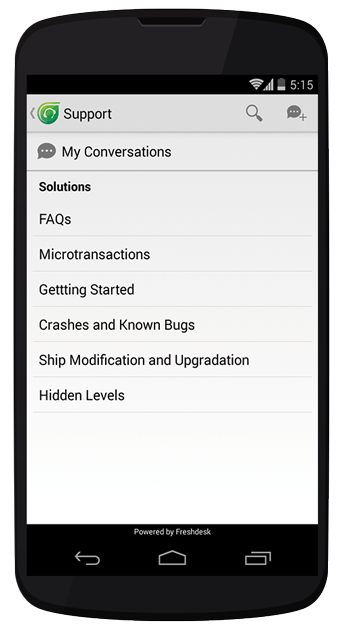 5:15
Support
My Conversations
Solutions
FAQs
Microtransactions
Gettting Started
Crashes and Known Bugs
Ship Modification and Upgradation
Hidden Levels
Powered by Freshdesk